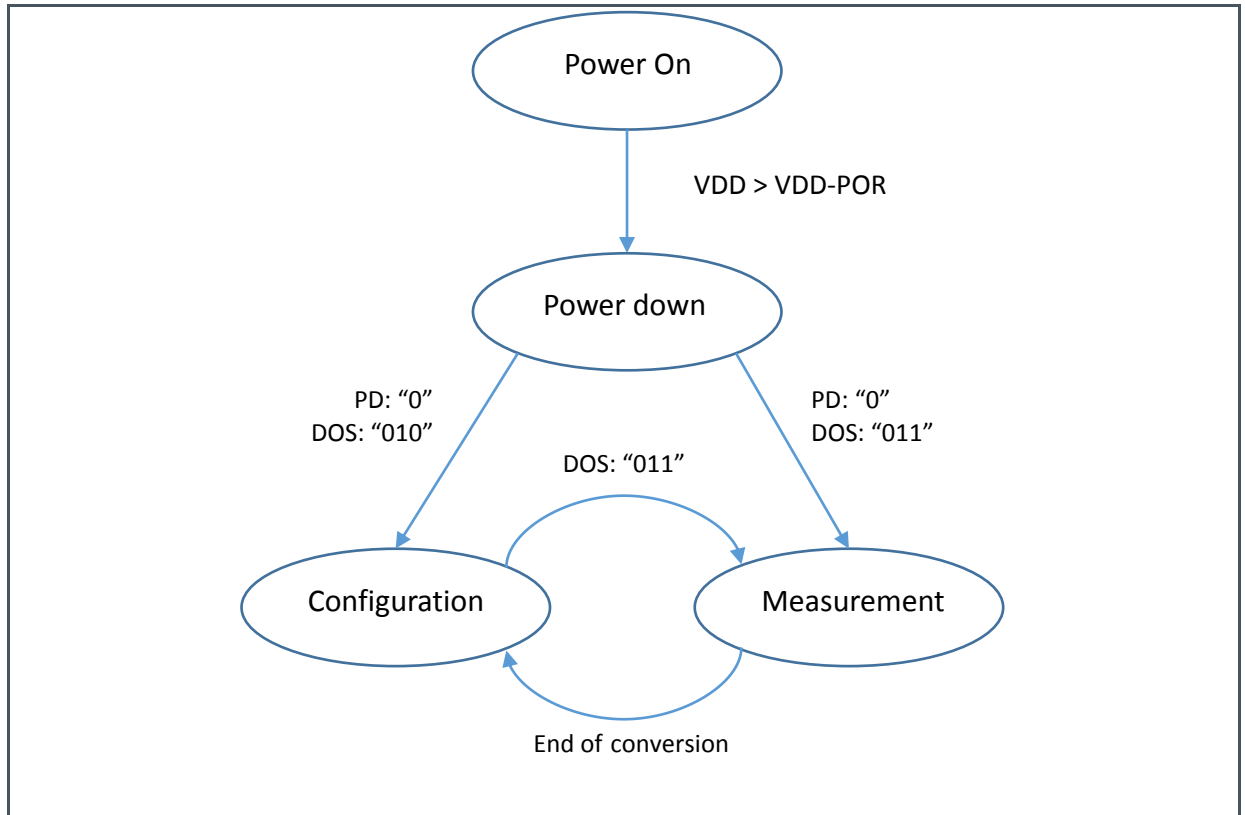 Power On
VDD > VDD-POR
Power down
PD: “0”
DOS: “010”
PD: “0”
DOS: “011”
DOS: “011”
Configuration
Measurement
End of conversion